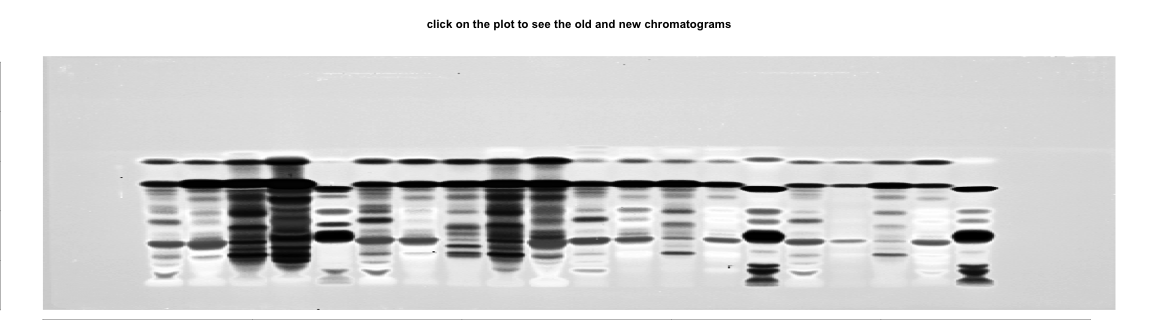 click on the plot to see the old and new chromatograms